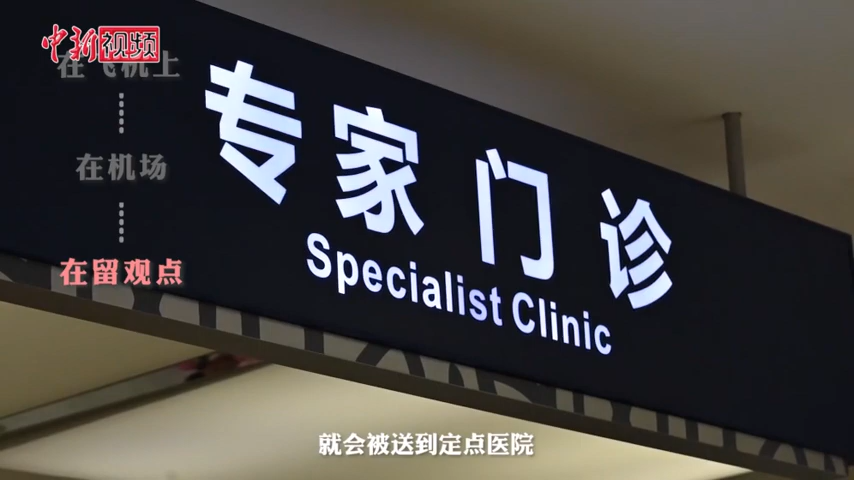 中新视频
在飞机上
在机场
在留观点
专家门诊
Specialist Clinic
就会被送到定点医院